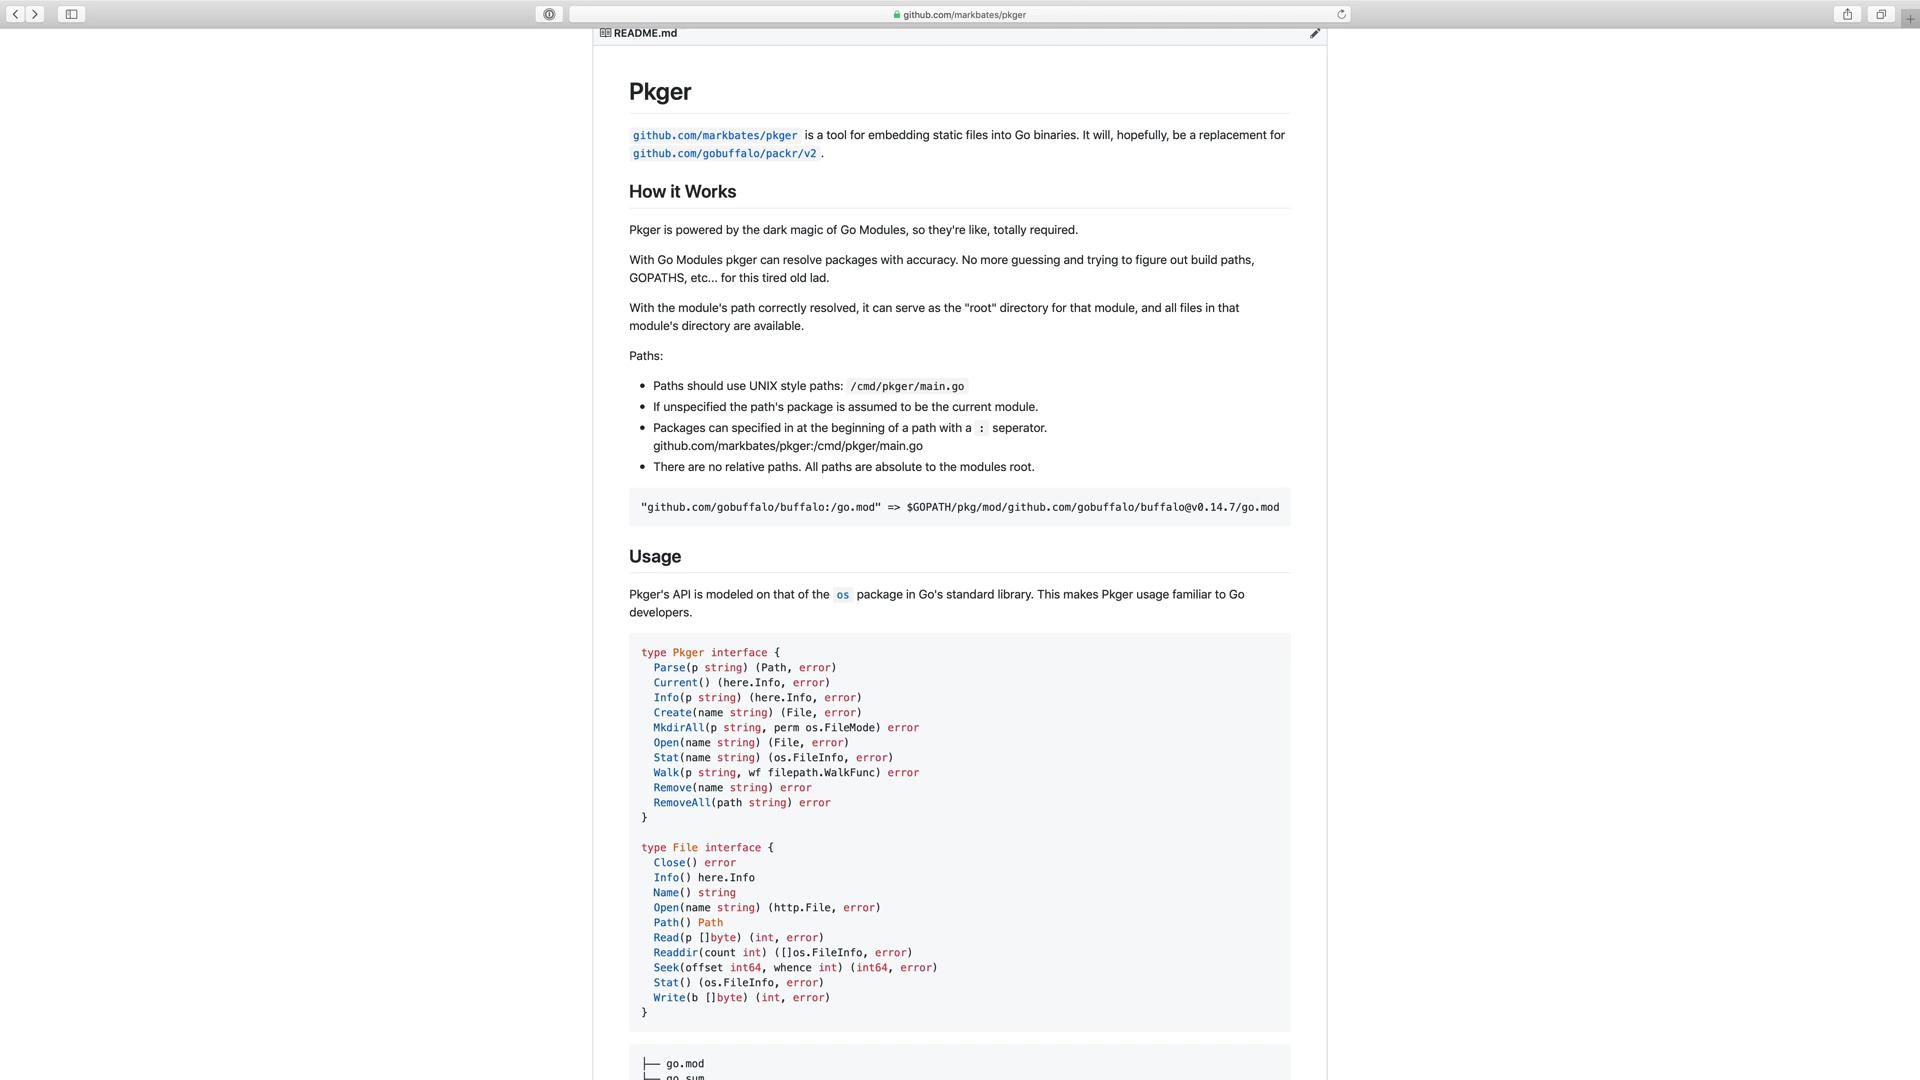 github.com/markbates/pkger
README.md
Pkger
github.com/markbates/pkger is a tool for embedding static files into Go binaries. It will, hopefully, be a replacement for
github.com/gobuffalo/packr/v2 .
How it Works
Pkger is powered by the dark magic of Go Modules, so they're like, totally required.
With Go Modules pkger can resolve packages with accuracy. No more guessing and trying to figure out build paths,
GOPATHS, etc... for this tired old lad.
With the module's path correctly resolved, it can serve as the "root" directory for that module, and all files in that
module's directory are available.
Paths:
• Paths should use UNIX style paths: /cmd/pkger/main.go
• If unspecified the path's package is assumed to be the current module.
• Packages can specified in at the beginning of a path with a : seperator.
github.com/markbates/pkger:/cmd/pkger/main.go
• There are no relative paths. All paths are absolute to the modules root.
"github.com/gobuffalo/buffalo:/go.mod" => $GOPATH/pkg/mod/github.com/gobuffalo/buffalo@v0.14.7/go.mod
Usage
Pkger's API is modeled on that of the os package in Go's standard library. This makes Pkger usage familiar to Go
developers.
type Pkger interface {
  Parse(p string) (Path, error)
  Current() (here.Info, error)
  Info(p string) (here.Info, error)
  Create(name string) (File, error)
  MkdirAll(p string, perm os.FileMode) error
  Open(name string) (File, error)
  Stat(name string) (os.FileInfo, error)
  Walk(p string, wf filepath.WalkFunc) error
  Remove(name string) error
  RemoveAll(path string) error
}
type File interface {
  Close() error
  Info() here.Info
  Name() string
  Open(name string) (http.File, error)
  Path() Path
  Read(p []byte) (int, error)
  Readdir(count int) ([]os.FileInfo, error)
  Seek(offset int64, whence int) (int64, error)
  Stat() (os.FileInfo, error)
  Write(b []byte) (int, error)
}
├── go.mod
└── go.sum